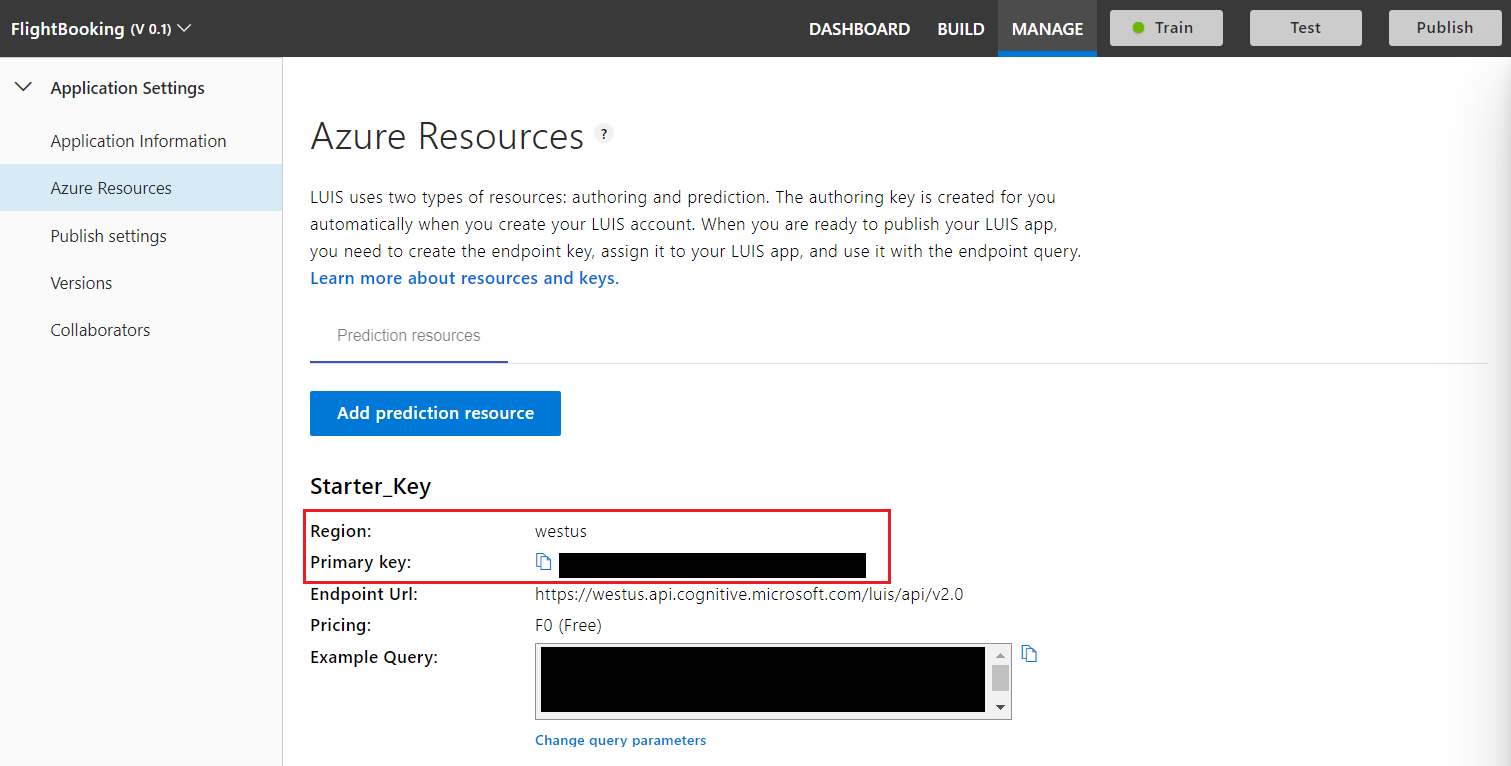 FlightBooking (V 0.1)
DASHBOARD
BUILD
MANAGE
Train
Test
Publish
Application Settings
Application Information
Azure Resources
Publish settings
Versions
Collaborators
Azure Resources ?
LUIS uses two types of resources: authoring and prediction. The authoring key is created for you
automatically when you create your LUIS account. When you are ready to publish your LUIS app,
you need to create the endpoint key, assign it to your LUIS app, and use it with the endpoint query.
Learn more about resources and keys.
Prediction resources
Add prediction resource
Starter_Key
Region: westus
Primary key:
Endpoint Url: https://westus.api.cognitive.microsoft.com/luis/api/v2.0
Pricing: F0 (Free)
Example Query:
Change query parameters